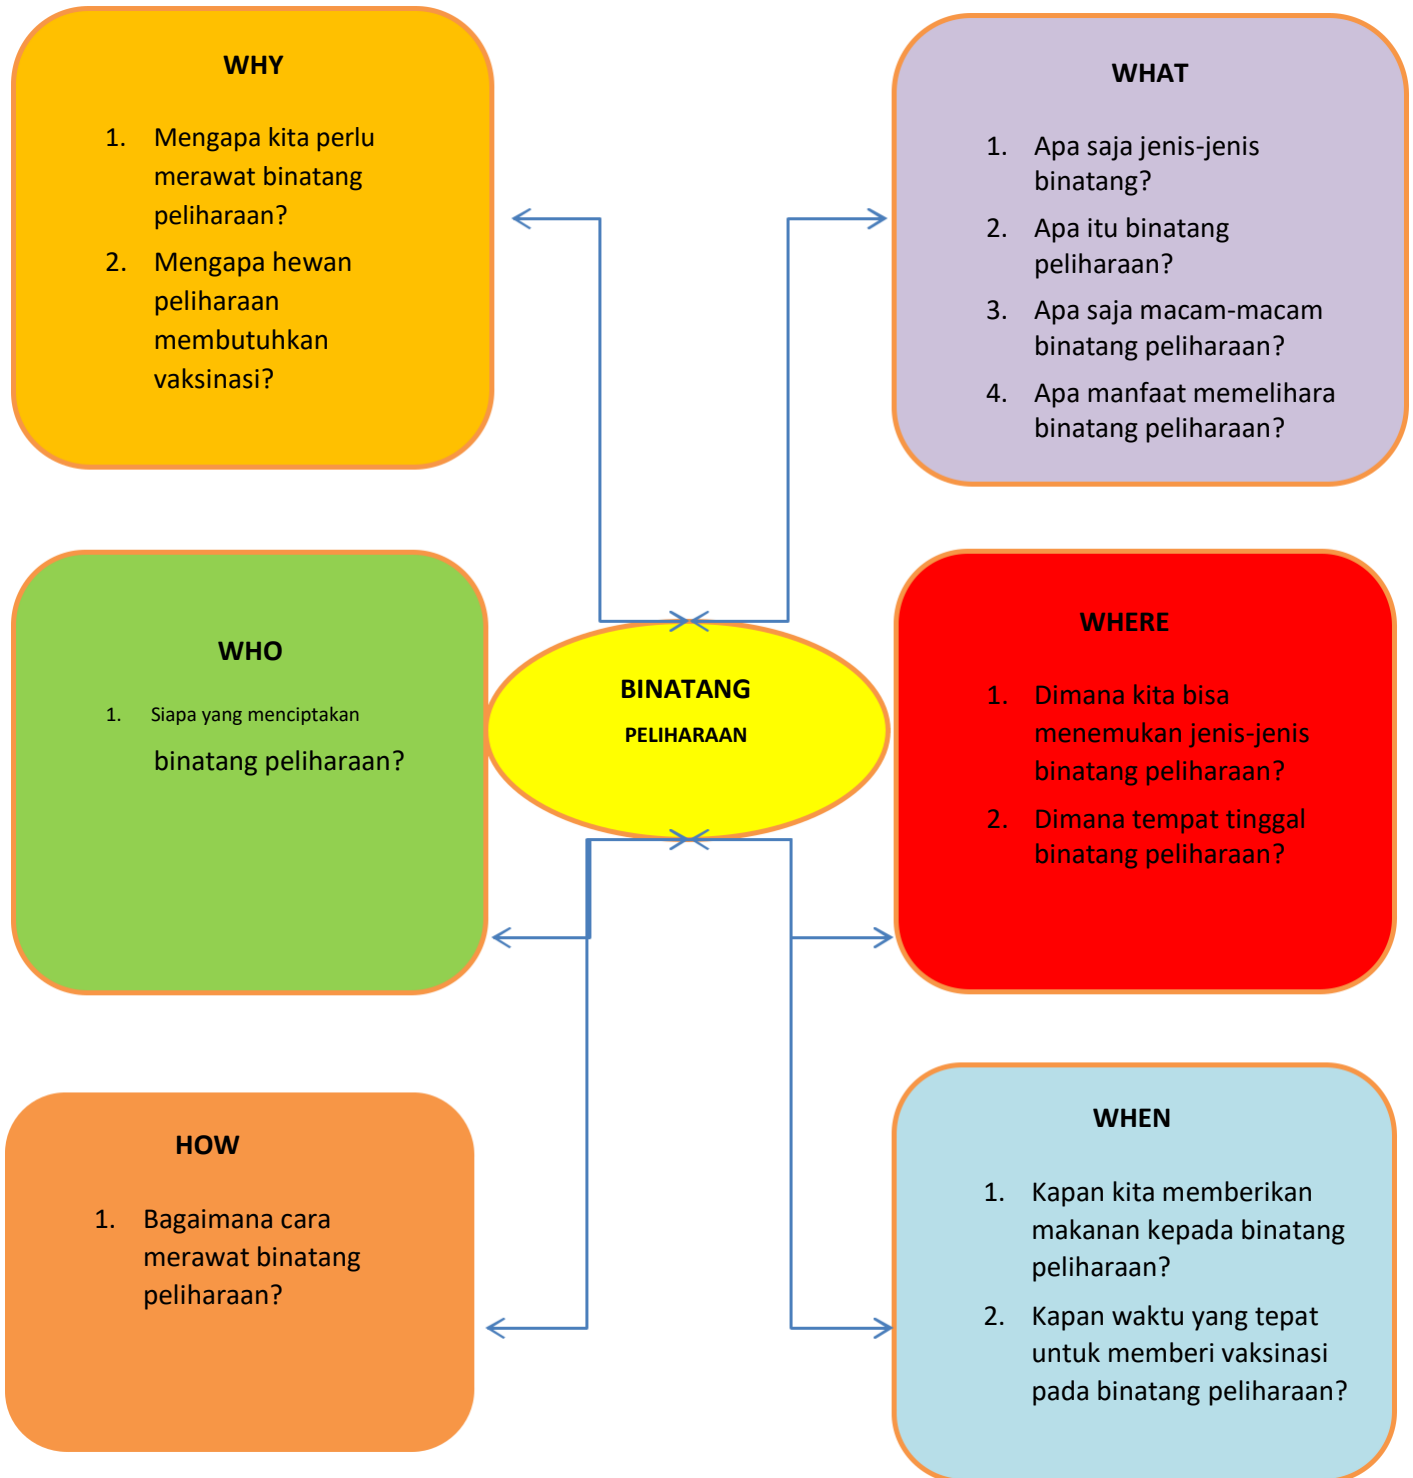 WHY
1. Mengapa kita perlu
merawat binatang
peliharaan?
2. Mengapa hewan
peliharaan
membutuhkan
vaksinasi?
WHAT
1. Apa saja jenis-jenis
binatang?
2. Apa itu binatang
peliharaan?
3. Apa saja macam-macam
binatang peliharaan?
4. Apa manfaat memelihara
binatang peliharaan?
WHO
1. Siapa yang menciptakan
binatang peliharaan?
BINATANG
PELIHARAAN
WHERE
1. Dimana kita bisa
menemukan jenis-jenis
binatang peliharaan?
2. Dimana tempat tinggal
binatang peliharaan?
HOW
1. Bagaimana cara
merawat binatang
peliharaan?
WHEN
1. Kapan kita memberikan
makanan kepada binatang
peliharaan?
2. Kapan waktu yang tepat
untuk memberi vaksinasi
pada binatang peliharaan?